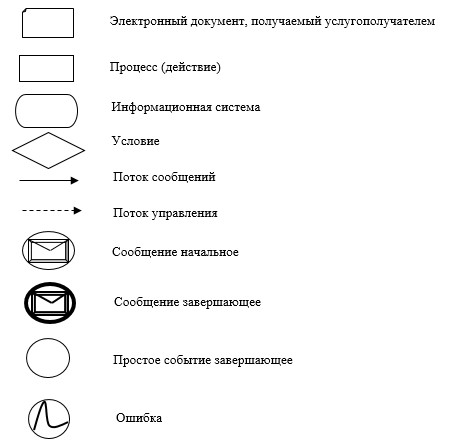 Электронный документ, получаемый услугополучателем
Процесс (действие)
Информационная система
Условие
Поток сообщений
Поток управления
Сообщение начальное
Сообщение завершающее
Простое событие завершающее
Ошибка